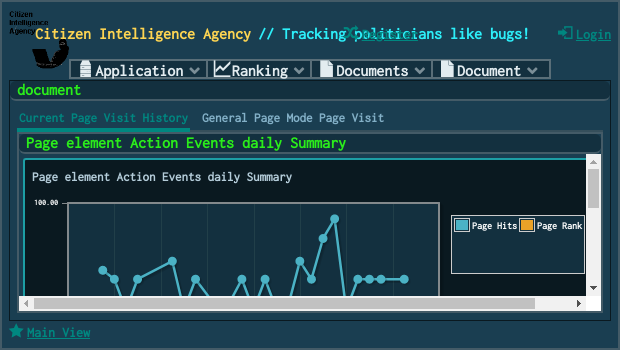 Citizen
Intelligence
Agency
Citizen Intelligence Agency // Tracking politicians like bugs!
Register
Login
Application
Ranking
Documents
Document
document
Current Page Visit History
General Page Mode Page Visit
Page element Action Events daily Summary
Page element Action Events daily Summary
100.00
Page Hits
Page Rank
Main View